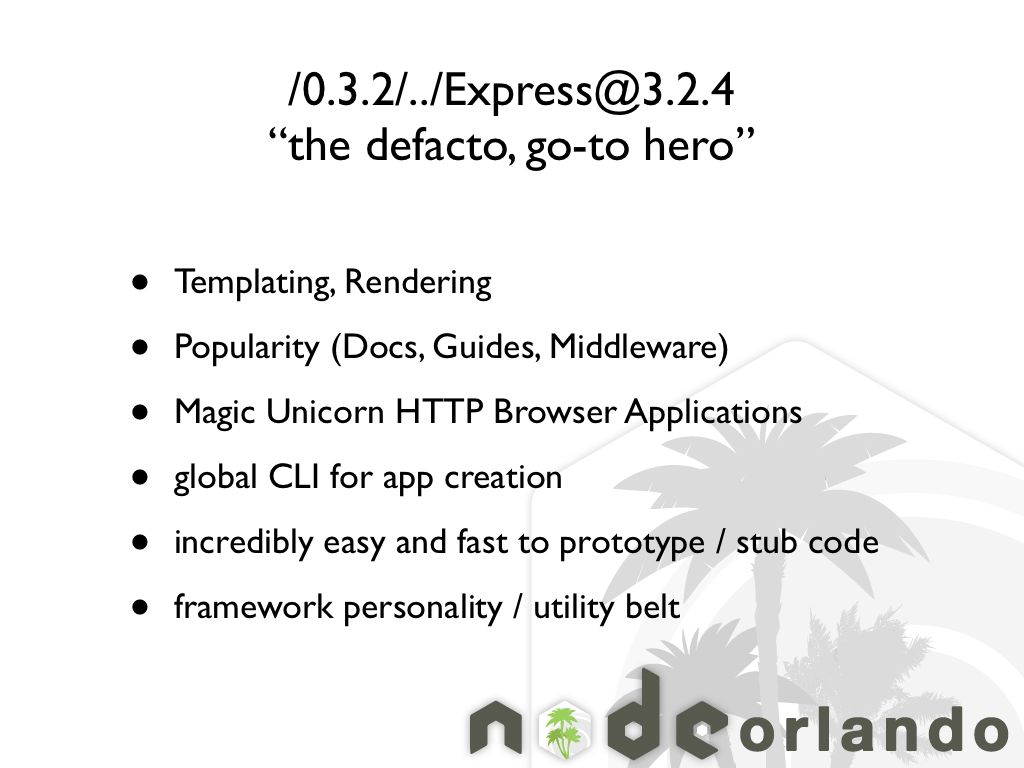 /0.3.2/../Express@3.2.4
“the defacto, go-to hero”
• Templating, Rendering
• Popularity (Docs, Guides, Middleware)
• Magic Unicorn HTTP Browser Applications
• global CLI for app creation
• incredibly easy and fast to prototype / stub code
• framework personality / utility belt
node orlando